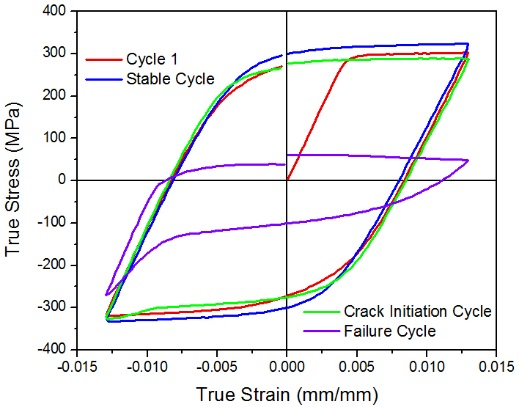 400
300
200
100
0
-100
-200
-300
-400
True Stress (MPa)
Cycle 1
Stable Cycle
Crack Initiation Cycle
Failure Cycle
-0.015 -0.010 -0.005 0.000 0.005 0.010 0.015
True Strain (mm/mm)